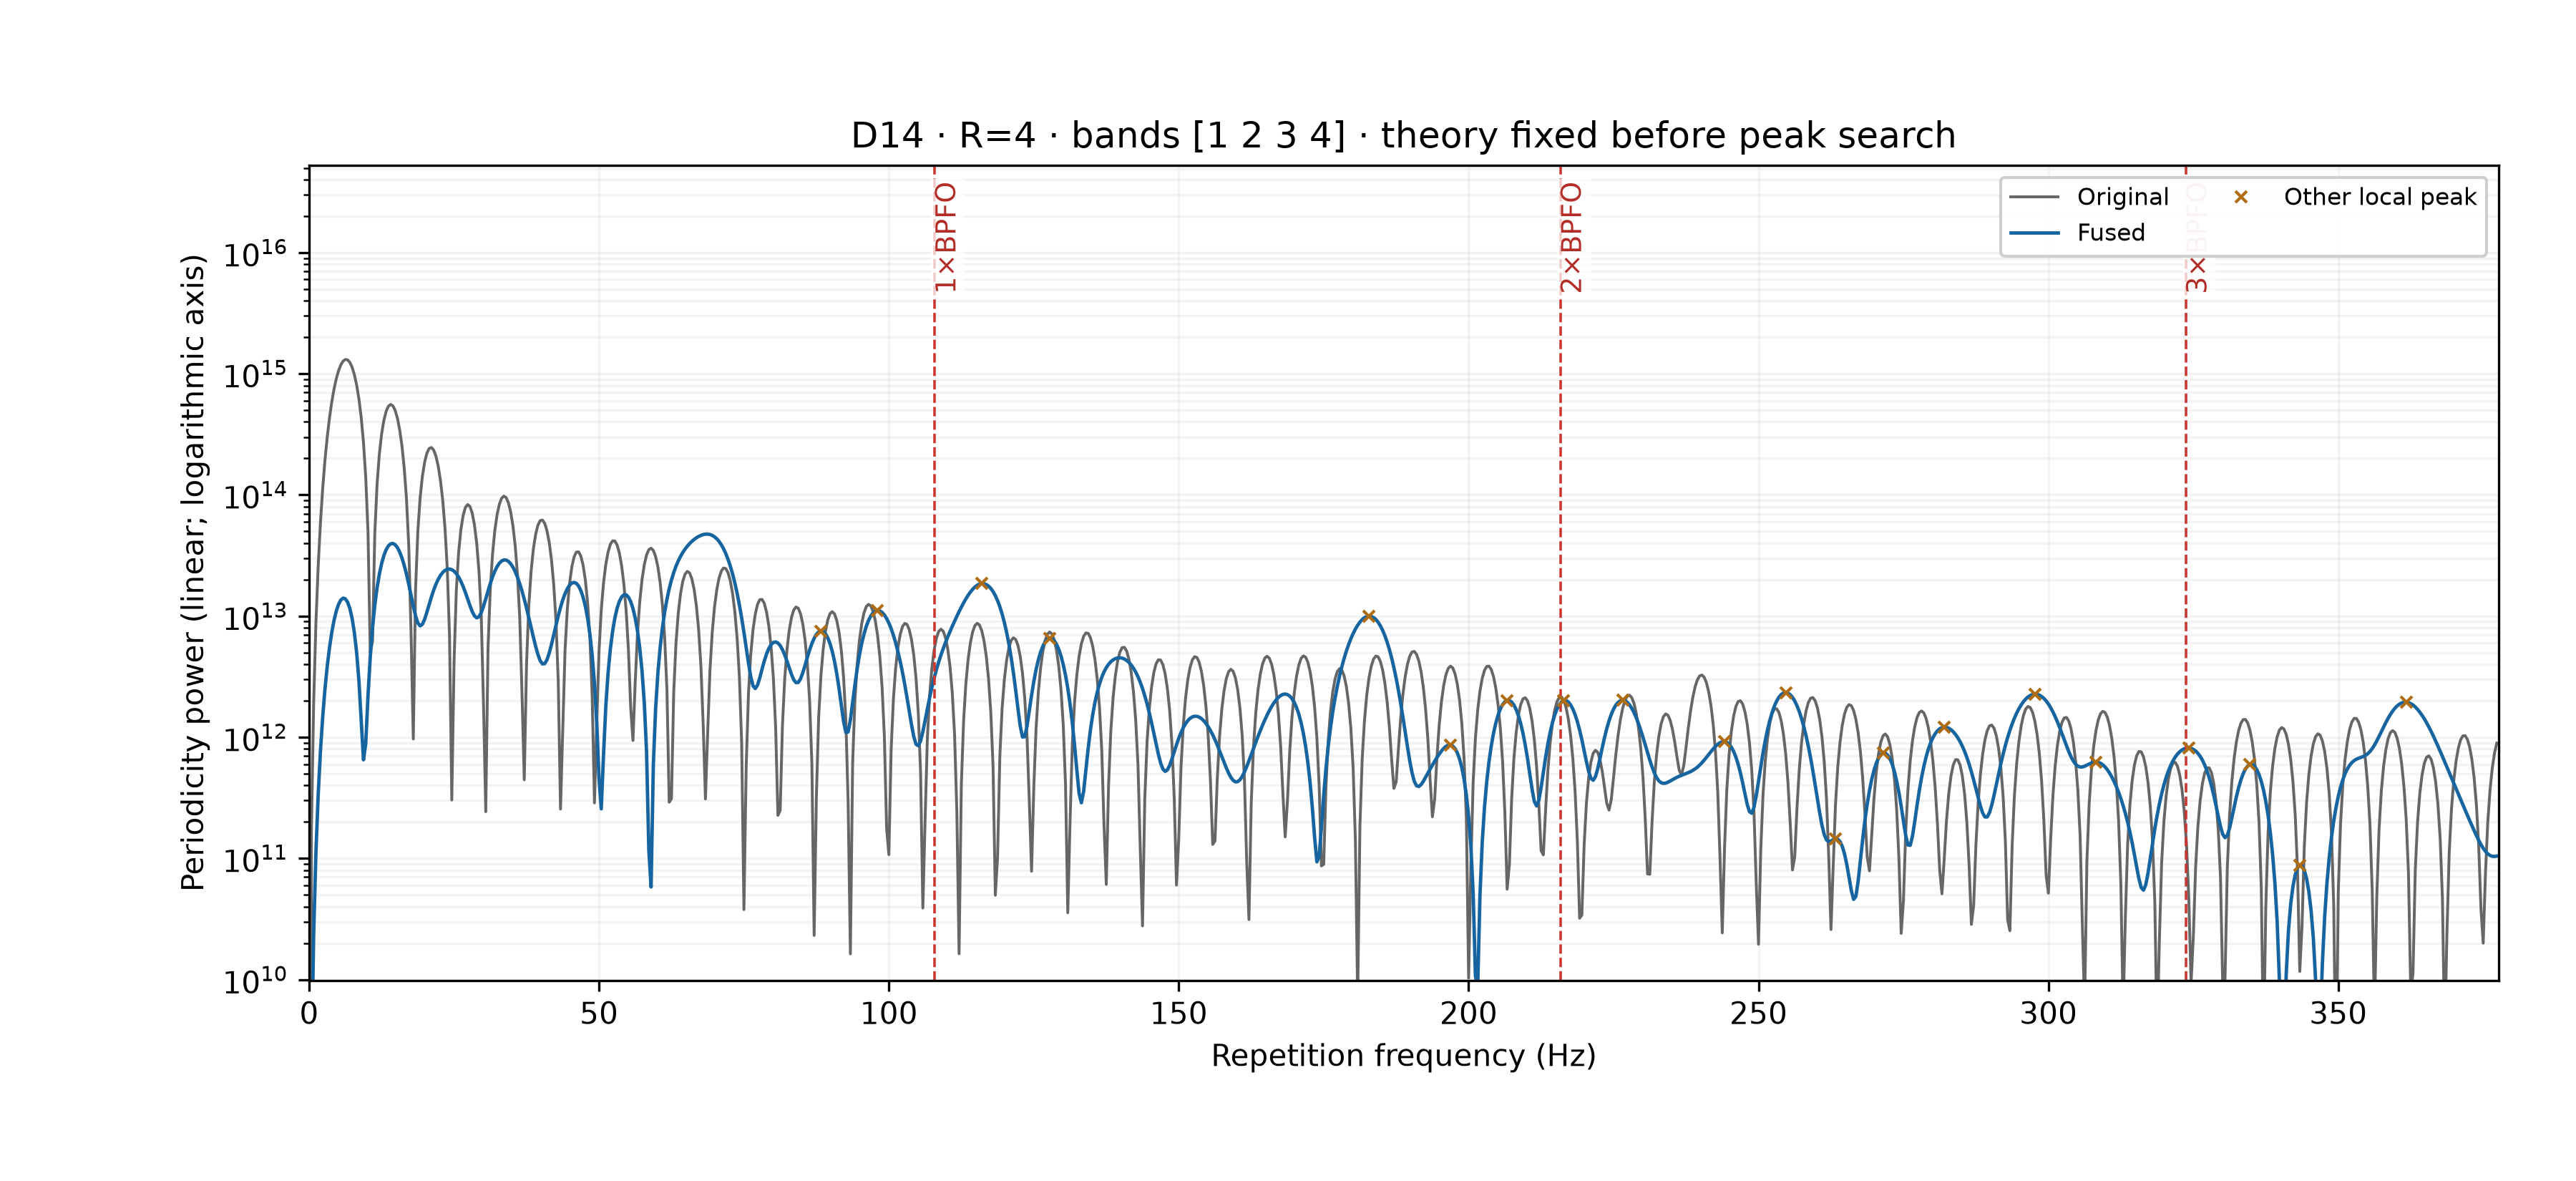 D14 · R=4 · bands [1 2 3 4] · theory fixed before peak search
Periodicity power (linear; logarithmic axis)
10^16
10^15
10^14
10^13
10^12
10^11
10^10
1×BPFO
2×BPFO
3×BPFO
Original
Fused
Other local peak
0 50 100 150 200 250 300 350
Repetition frequency (Hz)